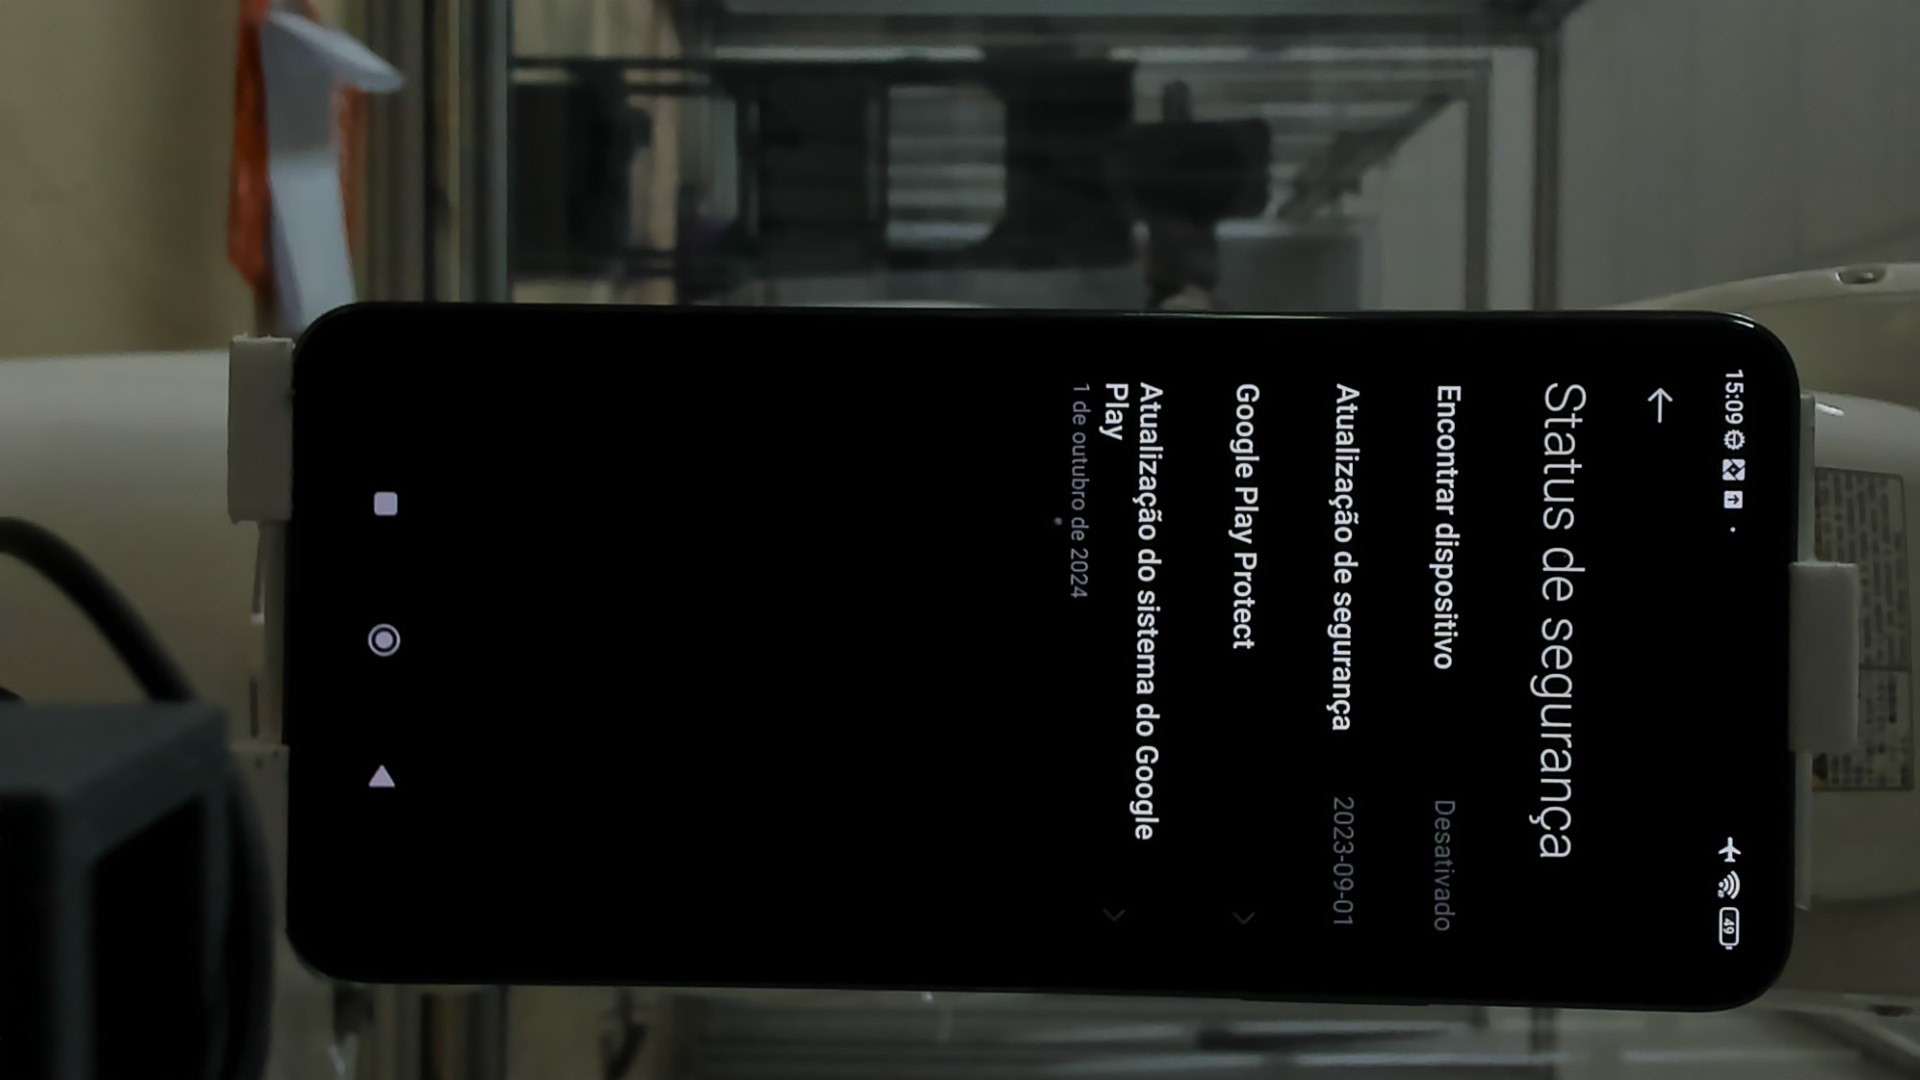 15:09
49
Status de segurança
Encontrar dispositivo Desativado
Atualização de segurança 2023-09-01
Google Play Protect
Atualização do sistema do Google
Play
1 de outubro de 2024